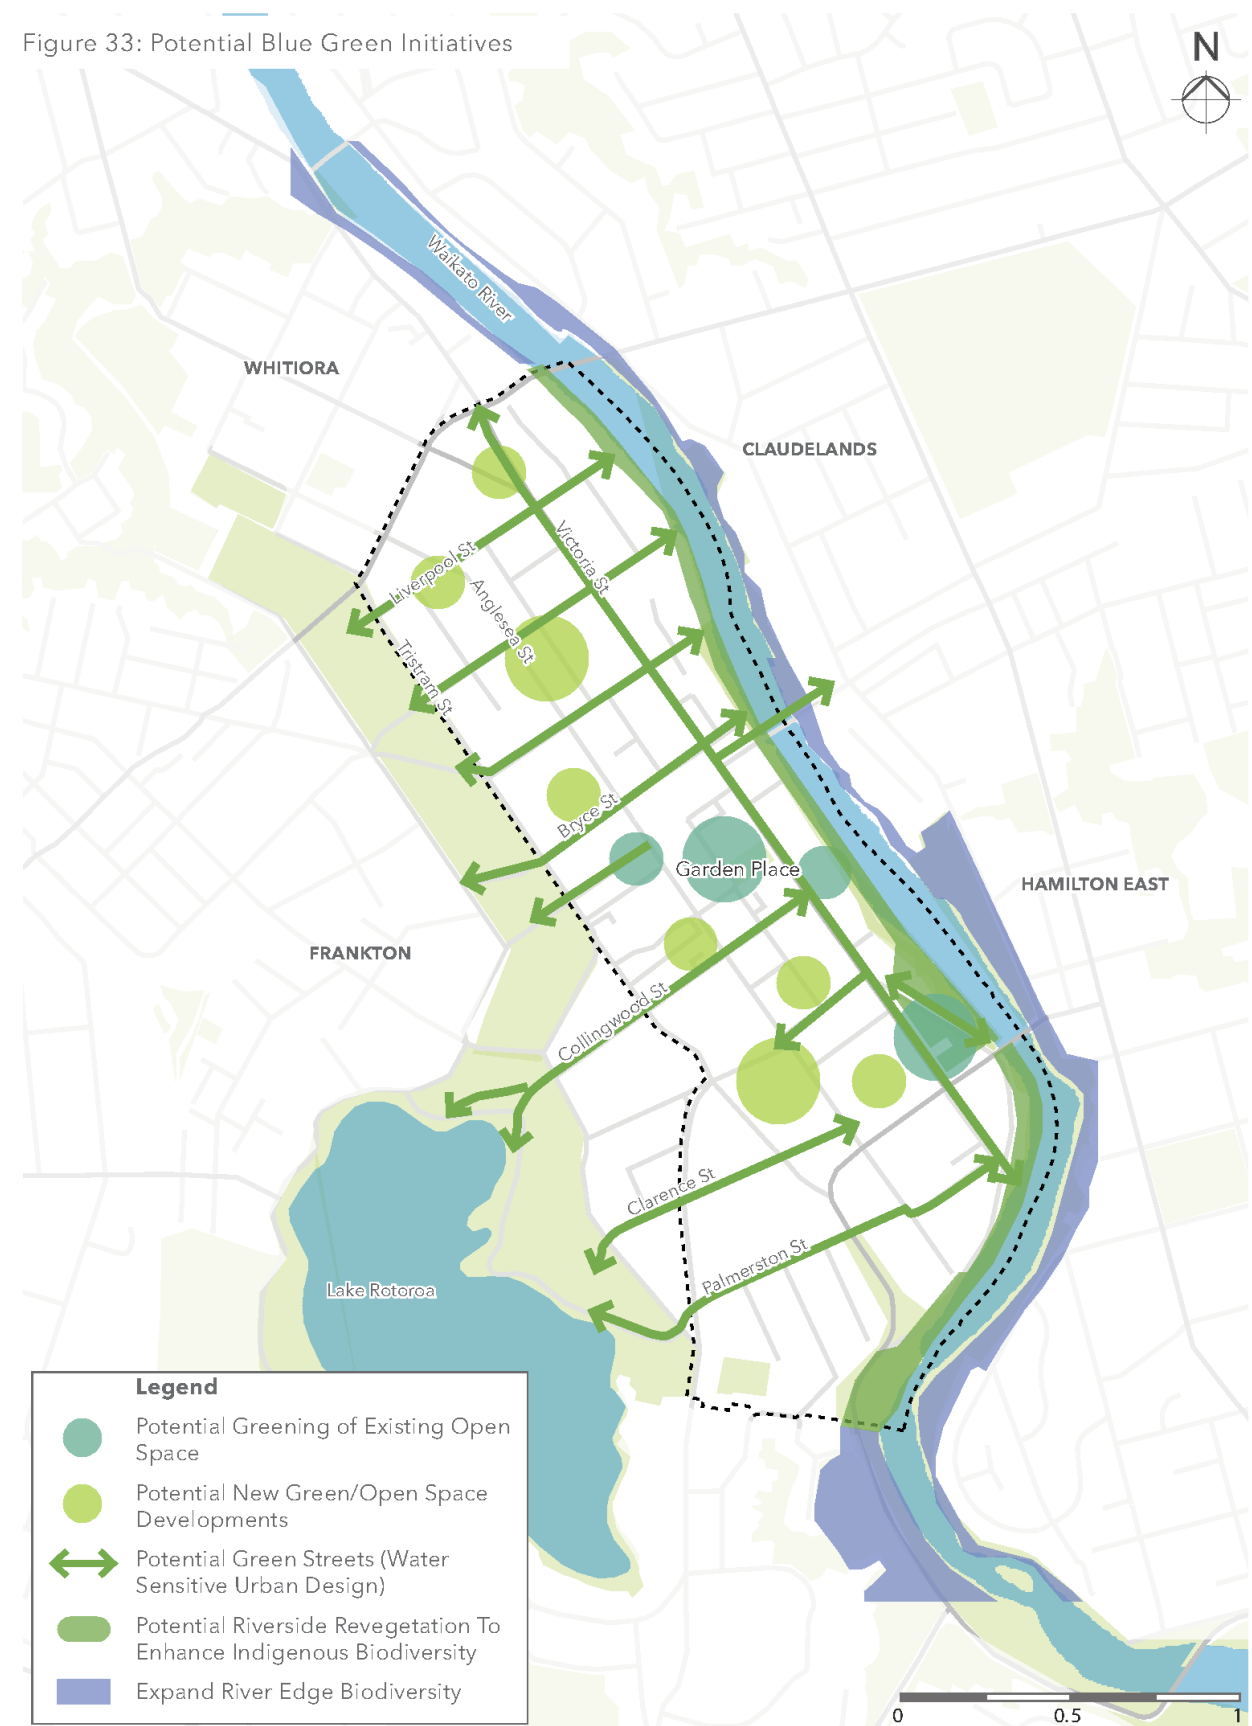 Figure 33: Potential Blue Green Initiatives
N
Waikato River
WHITIORA
CLAUDELANDS
Victoria St
Liverpool St
Anglesea St
Tristram St
Bryce St
Garden Place
HAMILTON EAST
FRANKTON
Collingwood St
Clarence St
Palmerston St
Lake Rotoroa
Legend
Potential Greening of Existing Open
Space
Potential New Green/Open Space
Developments
Potential Green Streets (Water
Sensitive Urban Design)
Potential Riverside Revegetation To
Enhance Indigenous Biodiversity
Expand River Edge Biodiversity
0 0.5 1